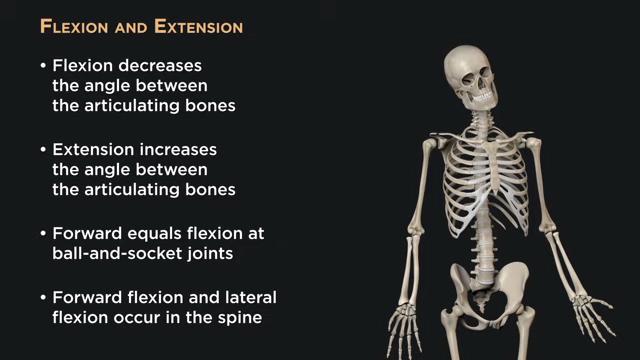 Flexion and Extension
• Flexion decreases
the angle between
the articulating bones
• Extension increases
the angle between
the articulating bones
• Forward equals flexion at
ball-and-socket joints
• Forward flexion and lateral
flexion occur in the spine